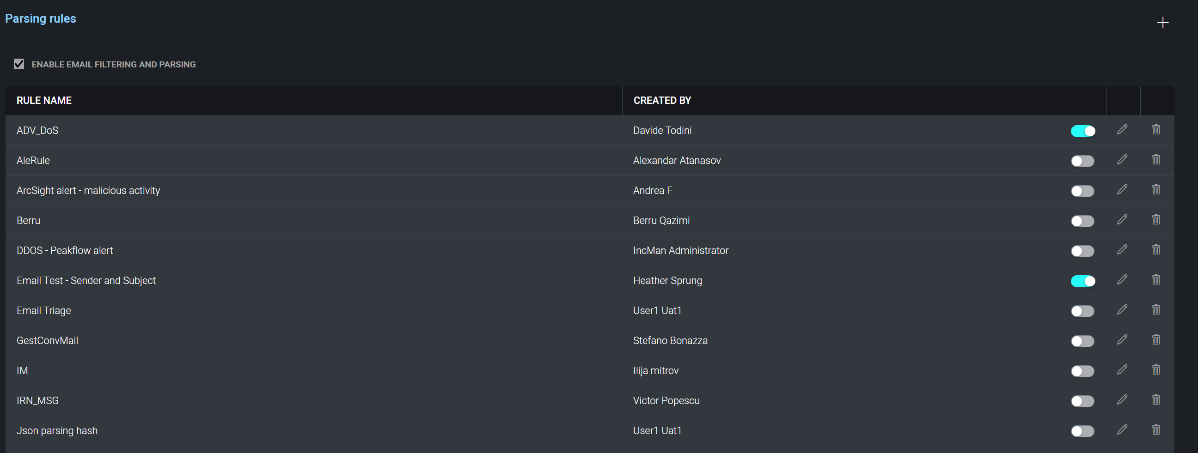 Parsing rules
ENABLE EMAIL FILTERING AND PARSING
RULE NAME CREATED BY
ADV_DoS Davide Todini
AleRule Alexandar Atanasov
ArcSight alert - malicious activity Andrea F
Berru Berru Qazimi
DDOS - Peakflow alert IncMan Administrator
Email Test - Sender and Subject Heather Sprung
Email Triage User1 Uat1
GestConvMail Stefano Bonazza
IM Ilija mitrov
IRN_MSG Victor Popescu
Json parsing hash User1 Uat1